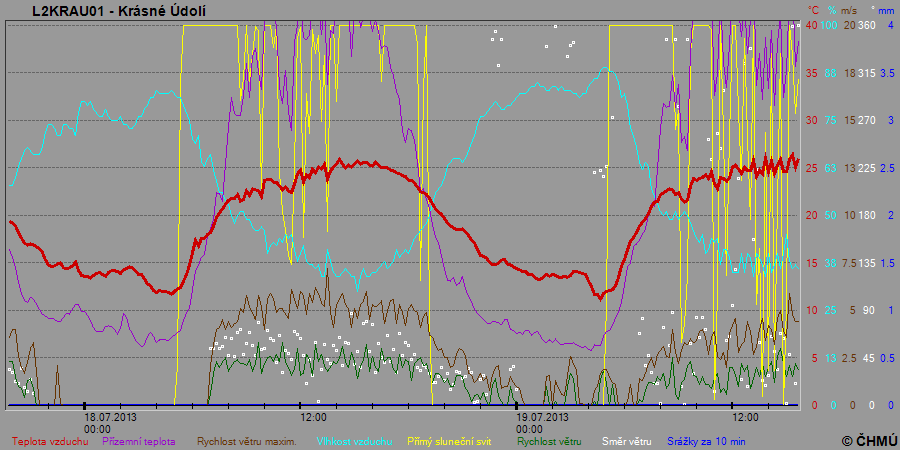 L2KRAU01 - Krásné Údolí
°C % m/s ° mm
40 100 20 360 4
35 88 18 315 3.5
30 75 15 270 3
25 63 13 225 2.5
20 50 10 180 2
15 38 7.5 135 1.5
10 25 5 90 1
5 13 2.5 45 0.5
0 0 0 0 0
18.07.2013 12:00 19.07.2013 12:00
00:00 00:00
Teplota vzduchu Přízemní teplota Rychlost větru maxim. Vlhkost vzduchu Přímý sluneční svit Rychlost větru Směr větru Srážky za 10 min © ČHMÚ